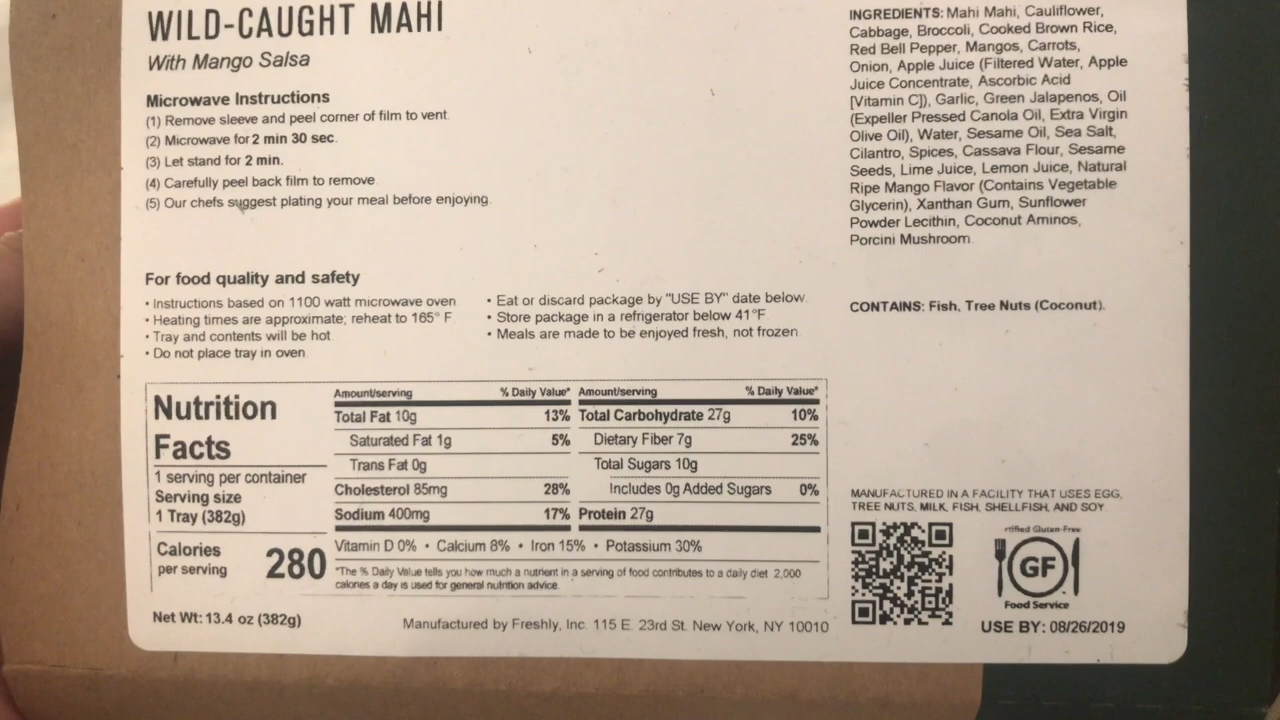 WILD-CAUGHT MAHI
With Mango Salsa
Microwave Instructions
(1) Remove sleeve and peel corner of film to vent.
(2) Microwave for 2 min 30 sec.
(3) Let stand for 2 min.
(4) Carefully peel back film to remove.
(5) Our chefs suggest plating your meal before enjoying.
For food quality and safety
• Instructions based on 1100 watt microwave oven
• Heating times are approximate; reheat to 165° F
• Tray and contents will be hot
• Do not place tray in oven
• Eat or discard package by "USE BY" date below
• Store package in a refrigerator below 41°F
• Meals are made to be enjoyed fresh, not frozen
Nutrition
Facts
1 serving per container
Serving size
1 Tray (382g)
Calories
per serving
280
Amount/serving % Daily Value*
Total Fat 10g 13%
Saturated Fat 1g 5%
Trans Fat 0g
Cholesterol 85mg 28%
Sodium 400mg 17%
Amount/serving % Daily Value*
Total Carbohydrate 27g 10%
Dietary Fiber 7g 25%
Total Sugars 10g
Includes 0g Added Sugars 0%
Protein 27g
Vitamin D 0% • Calcium 8% • Iron 15% • Potassium 30%
*The % Daily Value tells you how much a nutrient in a serving of food contributes to a daily diet 2,000
calories a day is used for general nutrition advice.
Net Wt: 13.4 oz (382g)
Manufactured by Freshly, Inc. 115 E. 23rd St. New York, NY 10010
INGREDIENTS: Mahi Mahi, Cauliflower,
Cabbage, Broccoli, Cooked Brown Rice,
Red Bell Pepper, Mangos, Carrots,
Onion, Apple Juice (Filtered Water, Apple
Juice Concentrate, Ascorbic Acid
[Vitamin C]), Garlic, Green Jalapenos, Oil
(Expeller Pressed Canola Oil, Extra Virgin
Olive Oil), Water, Sesame Oil, Sea Salt,
Cilantro, Spices, Cassava Flour, Sesame
Seeds, Lime Juice, Lemon Juice, Natural
Ripe Mango Flavor (Contains Vegetable
Glycerin), Xanthan Gum, Sunflower
Powder Lecithin, Coconut Aminos,
Porcini Mushroom.
CONTAINS: Fish, Tree Nuts (Coconut).
MANUFACTURED IN A FACILITY THAT USES EGG,
TREE NUTS, MILK, FISH, SHELLFISH, AND SOY
rtified Gluten-Free
GF
Food Service
USE BY: 08/26/2019